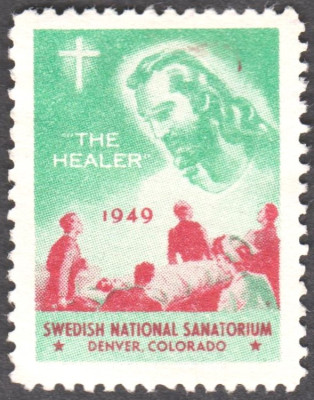 "THE
HEALER"
1949
SWEDISH NATIONAL SANATORIUM
★ DENVER, COLORADO ★